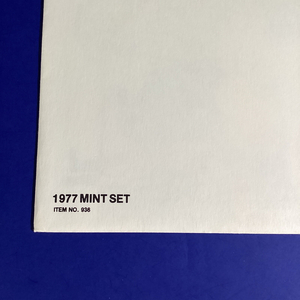 1977 MINT SET
ITEM NO. 936